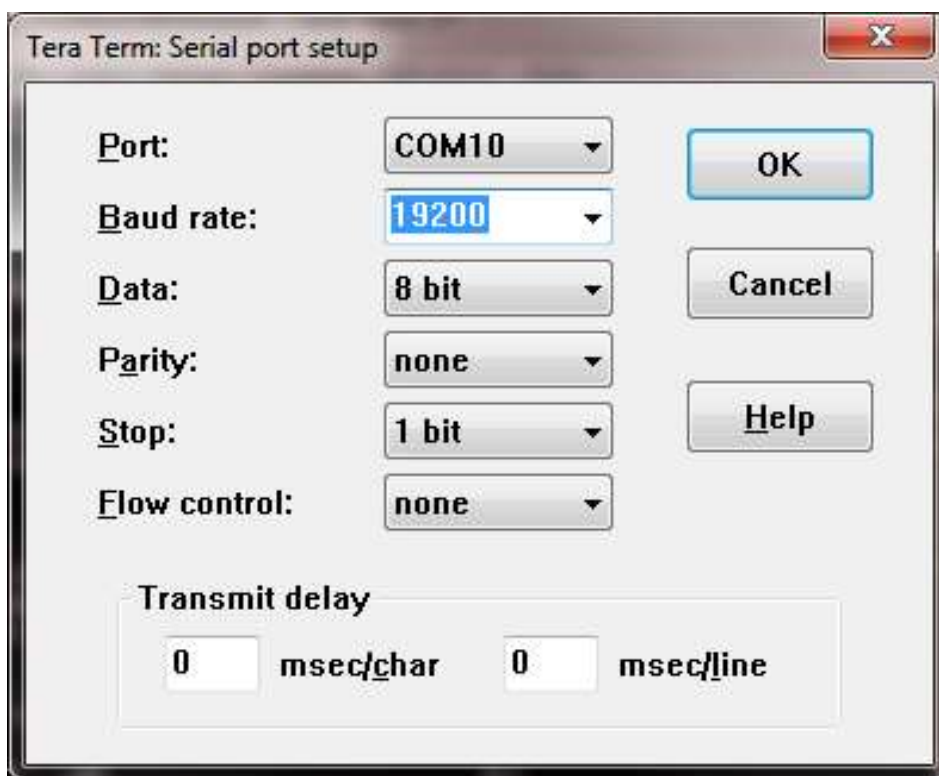 Tera Term: Serial port setup
Port: COM10
OK
Baud rate: 19200
Data: 8 bit
Cancel
Parity: none
Stop: 1 bit
Help
Flow control: none
Transmit delay
0 msec/char 0 msec/line